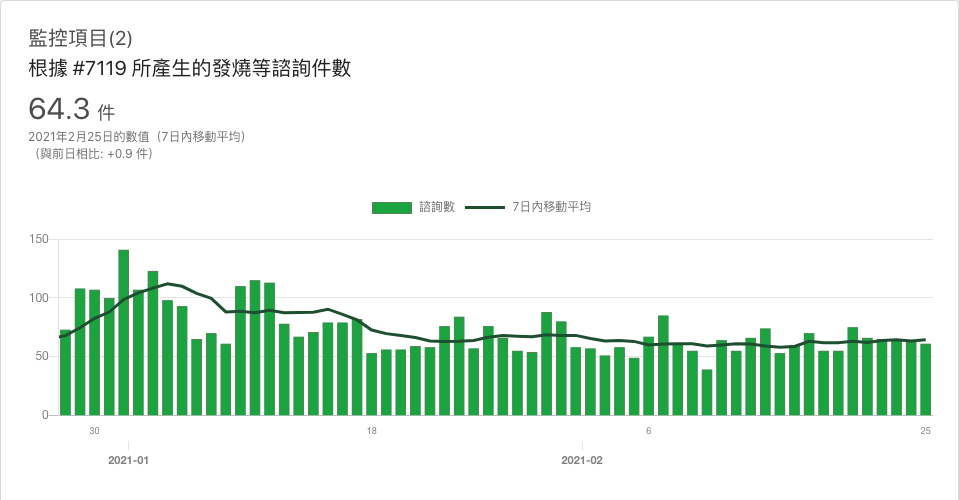 監控項目(2)
根據 #7119 所產生的發燒等諮詢件數
64.3 件
2021年2月25日的數值（7日內移動平均）
（與前日相比: +0.9 件）
諮詢數 7日內移動平均
150
100
50
0
30 18 6 25
2021-01 2021-02